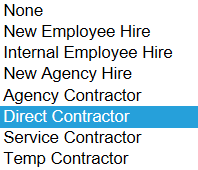 None
New Employee Hire
Internal Employee Hire
New Agency Hire
Agency Contractor
Direct Contractor
Service Contractor
Temp Contractor